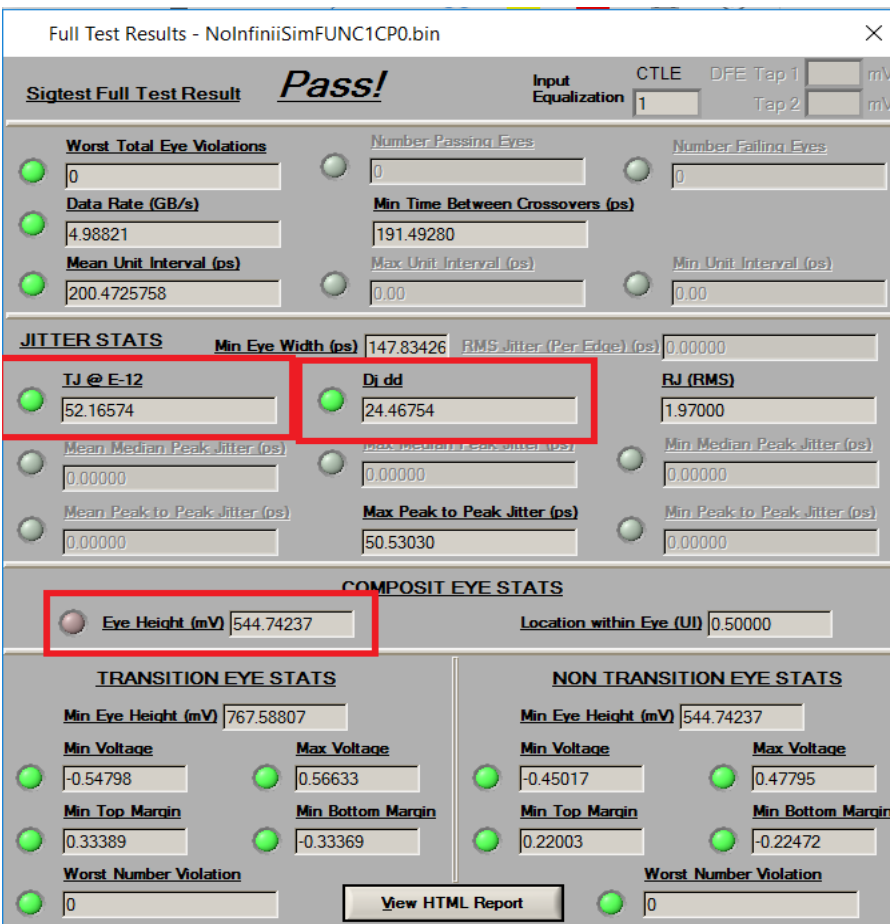 Full Test Results - NoInfiniiSimFUNC1CP0.bin
Sigtest Full Test Result Pass! Input Equalization CTLE 1 DFE Tap 1 mV
Tap 2 mV
Worst Total Eye Violations Number Passing Eyes Number Failing Eyes
0 0 0
Data Rate (GB/s) Min Time Between Crossovers (ps)
4.98821 191.49280
Mean Unit Interval (ps) Max Unit Interval (ps) Min Unit Interval (ps)
200.4725758 0.00 0.00
JITTER STATS Min Eye Width (ps) 147.83426 RMS Jitter (Per Edge) (ps) 0.00000
TJ @ E-12 Dj dd RJ (RMS)
52.16574 24.46754 1.97000
Mean Median Peak Jitter (ps) Max Median Peak Jitter (ps) Min Median Peak Jitter (ps)
0.00000 0.00000 0.00000
Mean Peak to Peak Jitter (ps) Max Peak to Peak Jitter (ps) Min Peak to Peak Jitter (ps)
0.00000 50.53030 0.00000
COMPOSIT EYE STATS
Eye Height (mV) 544.74237 Location within Eye (UI) 0.50000
TRANSITION EYE STATS NON TRANSITION EYE STATS
Min Eye Height (mV) 767.58807 Min Eye Height (mV) 544.74237
Min Voltage Max Voltage Min Voltage Max Voltage
-0.54798 0.56633 -0.45017 0.47795
Min Top Margin Min Bottom Margin Min Top Margin Min Bottom Margin
0.33389 -0.33369 0.22003 -0.22472
Worst Number Violation Worst Number Violation
0 View HTML Report 0